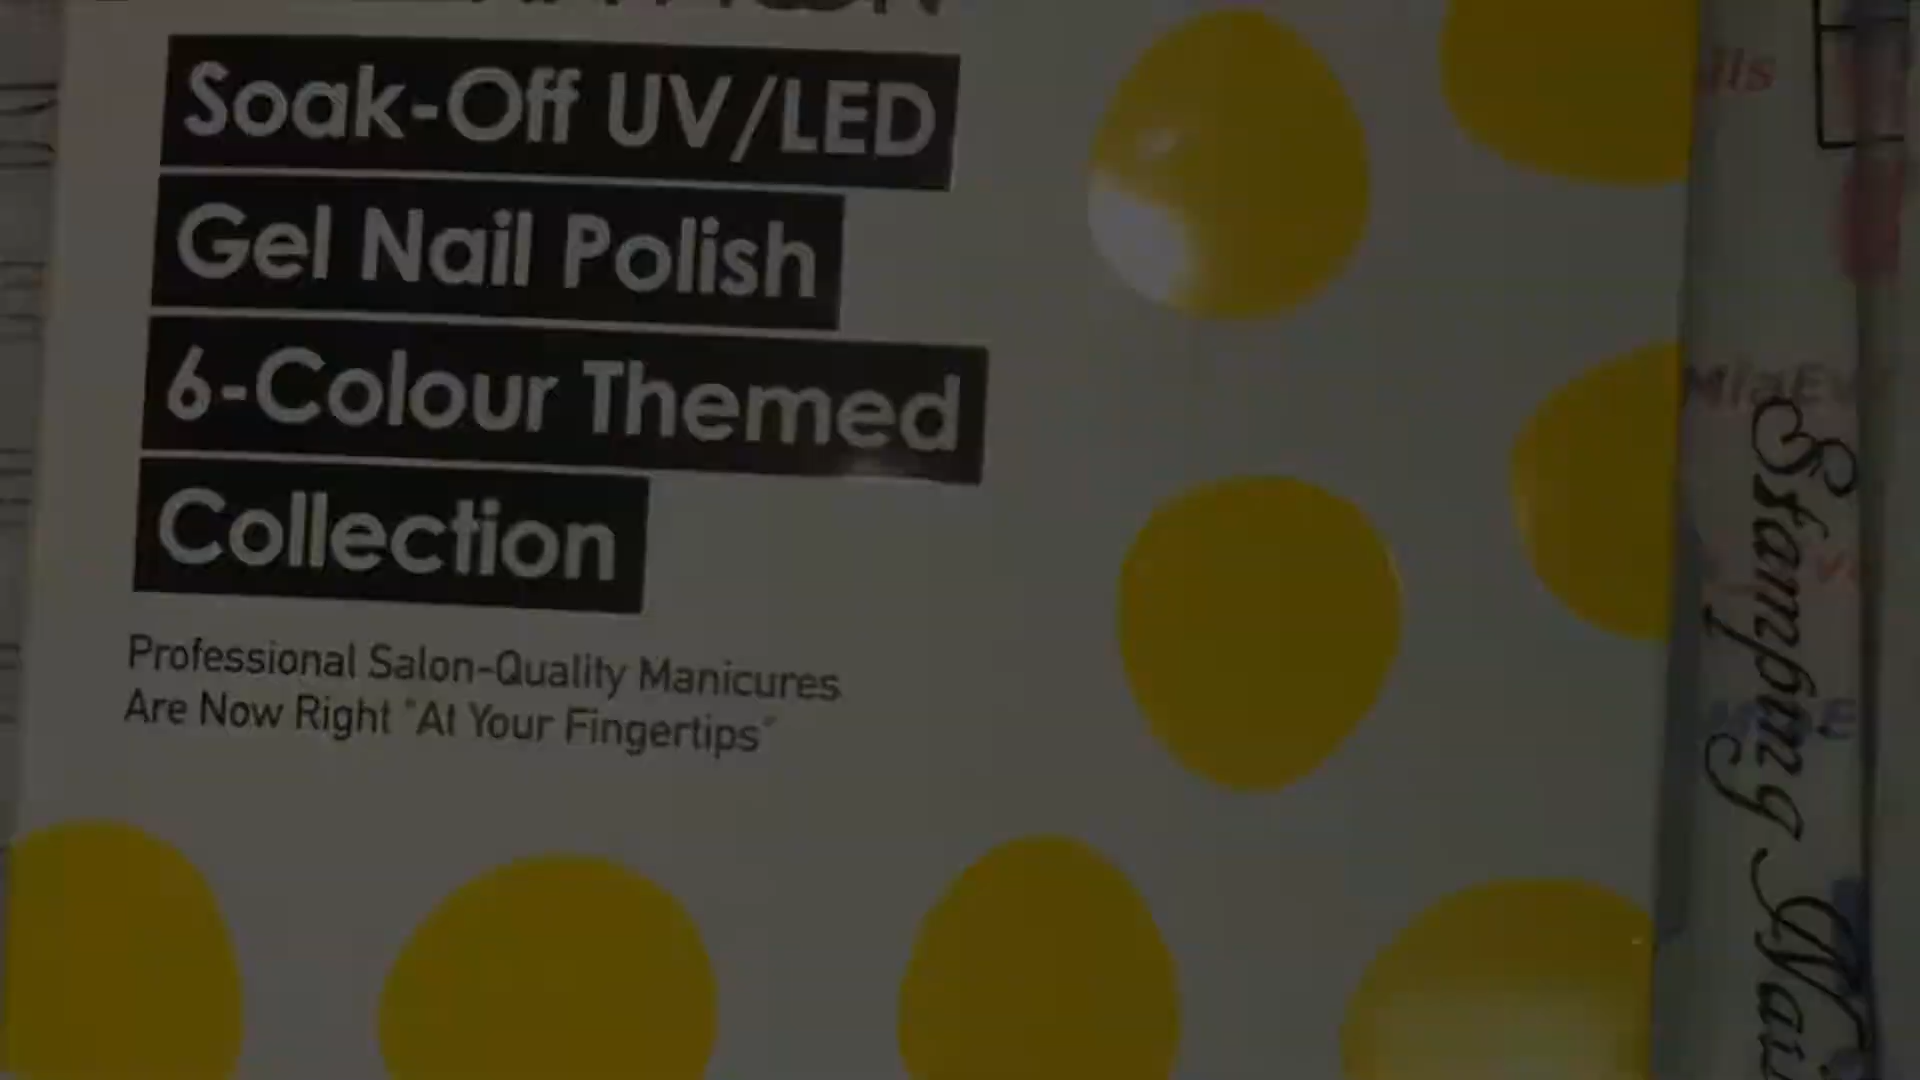 Soak-Off UV/LED
Gel Nail Polish
6-Colour Themed
Collection
Professional Salon-Quality Manicures
Are Now Right "At Your Fingertips"
Stamping